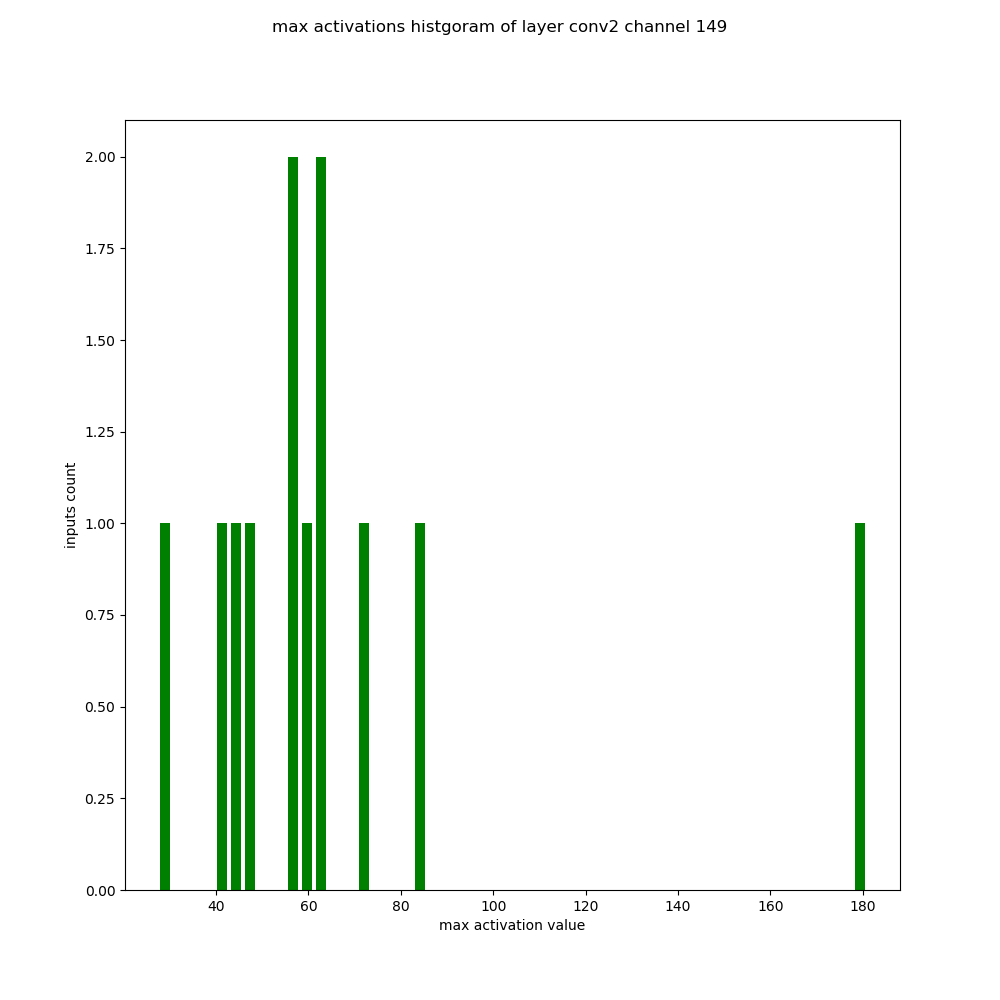 max activations histgoram of layer conv2 channel 149
2.00
1.75
1.50
1.25
1.00
0.75
0.50
0.25
0.00
inputs count
40 60 80 100 120 140 160 180
max activation value